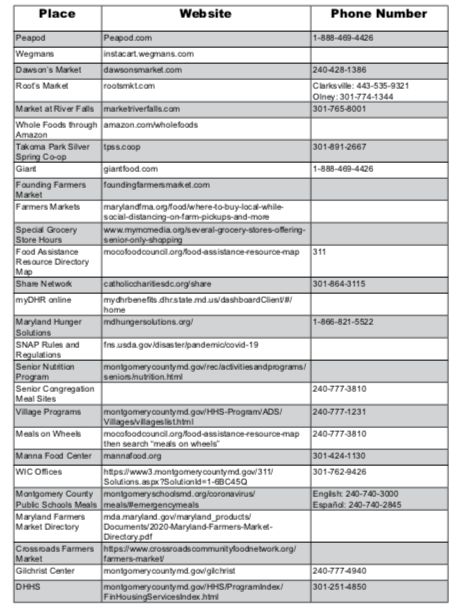 Place Website Phone Number
Peapod Peapod.com 1-888-469-4426
Wegmans instacart.wegmans.com
Dawson's Market dawsonsmarket.com 240-428-1386
Root's Market rootsmkt.com Clarksville: 443-535-9321
Olney: 301-774-1344
Market at River Falls marketriverfalls.com 301-765-8001
Whole Foods through amazon.com/wholefoods
Amazon
Takoma Park Silver tpss.coop 301-891-2667
Spring Co-op
Giant giantfood.com 1-888-469-4426
Founding Farmers foundingfarmersmarket.com
Market
Farmers Markets marylandfma.org/food/where-to-buy-local-while-
social-distancing-on-farm-pickups-and-more
Special Grocery www.mymcmedia.org/several-grocery-stores-offering-
Store Hours senior-only-shopping
Food Assistance mocofoodcouncil.org/food-assistance-resource-map 311
Resource Directory
Map
Share Network catholiccharitiesdc.org/share 301-864-3115
myDHR online mydhrbenefits.dhr.state.md.us/dashboardClient/#/
home
Maryland Hunger mdhungersolutions.org/ 1-866-821-5522
Solutions
SNAP Rules and fns.usda.gov/disaster/pandemic/covid-19
Regulations
Senior Nutrition montgomerycountymd.gov/rec/activitiesandprograms/
Program seniors/nutrition.html
Senior Congregation 240-777-3810
Meal Sites
Village Programs montgomerycountymd.gov/HHS-Program/ADS/ 240-777-1231
Villages/villageslist.html
Meals on Wheels mocofoodcouncil.org/food-assistance-resource-map 240-777-3810
then search "meals on wheels"
Manna Food Center mannafood.org 301-424-1130
WIC Offices https://www3.montgomerycountymd.gov/311/ 301-762-9426
Solutions.aspx?SolutionId=1-6BC45Q
Montgomery County montgomeryschoolsmd.org/coronavirus/ English: 240-740-3000
Public Schools Meals meals/#emergencymeals Español: 240-740-2845
Maryland Farmers mda.maryland.gov/maryland_products/
Market Directory Documents/2020-Maryland-Farmers-Market-
Directory.pdf
Crossroads Farmers https://www.crossroadscommunityfoodnetwork.org/
Market farmers-market/
Gilchrist Center montgomerycountymd.gov/gilchrist 240-777-4940
DHHS montgomerycountymd.gov/HHS/ProgramIndex/ 301-251-4850
FinHousingServicesIndex.html